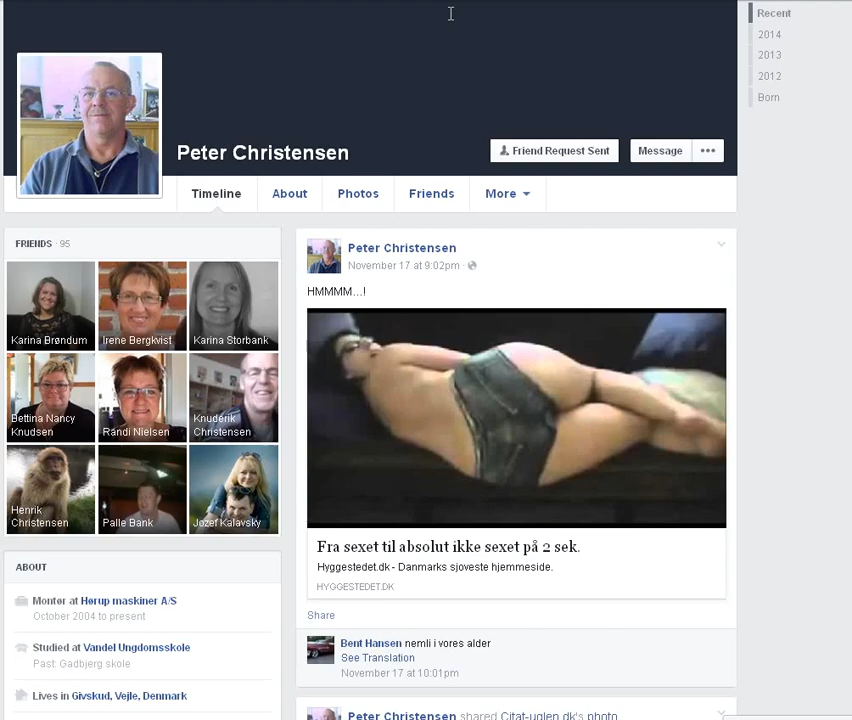 Recent
2014
2013
2012
Born
Peter Christensen
Friend Request Sent
Message
Timeline
About
Photos
Friends
More
FRIENDS · 95
Karina Brøndum
Irene Bergkvist
Karina Storbank
Bettina Nancy
Knudsen
Randi Nielsen
Knuderik
Christensen
Henrik
Christensen
Palle Bank
Jozef Kalavsky
ABOUT
Montør at Hørup maskiner A/S
October 2004 to present
Studied at Vandel Ungdomsskole
Past: Gadbjerg skole
Lives in Givskud, Vejle, Denmark
Peter Christensen
November 17 at 9:02pm ·
HMMMM...!
Fra sexet til absolut ikke sexet på 2 sek.
Hyggestedet.dk - Danmarks sjoveste hjemmeside.
HYGGESTEDET.DK
Share
Bent Hansen nemli i vores alder
See Translation
November 17 at 10:01pm
Peter Christensen shared Citat-uglen.dk's photo.